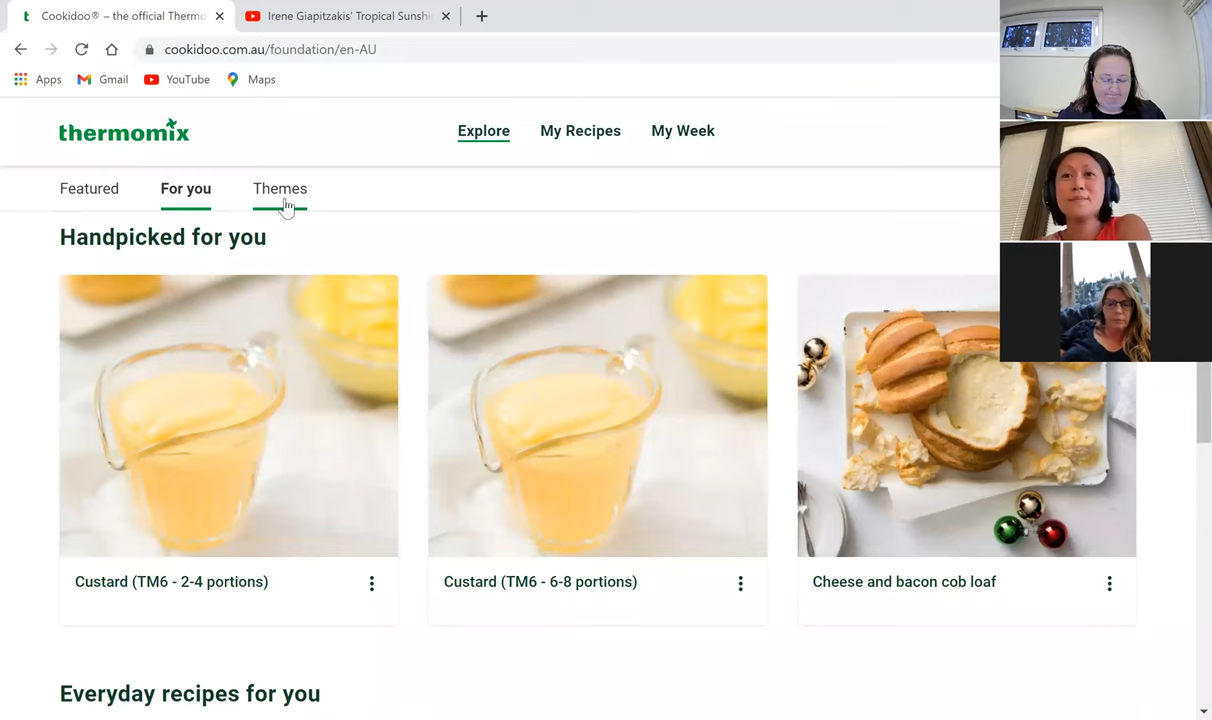 Cookidoo® – the official Thermo
Irene Giapitzakis' Tropical Sunshi
cookidoo.com.au/foundation/en-AU
Apps Gmail YouTube Maps
thermomix
Explore My Recipes My Week
Featured For you Themes
Handpicked for you
Custard (TM6 - 2-4 portions)
Custard (TM6 - 6-8 portions)
Cheese and bacon cob loaf
Everyday recipes for you